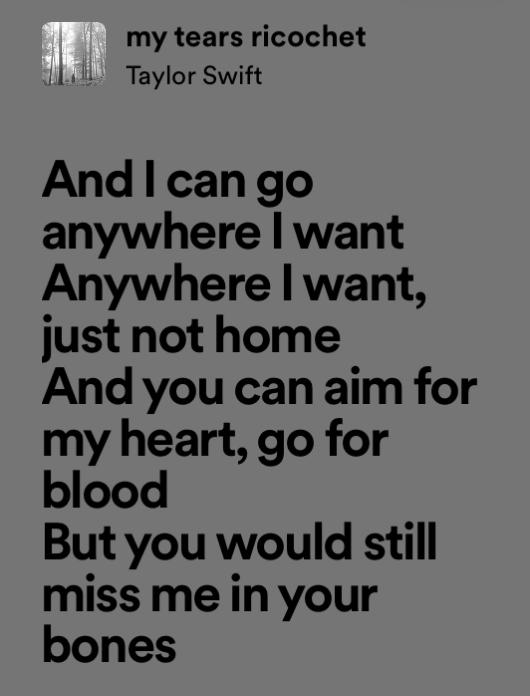 my tears ricochet
Taylor Swift
And I can go
anywhere I want
Anywhere I want,
just not home
And you can aim for
my heart, go for
blood
But you would still
miss me in your
bones